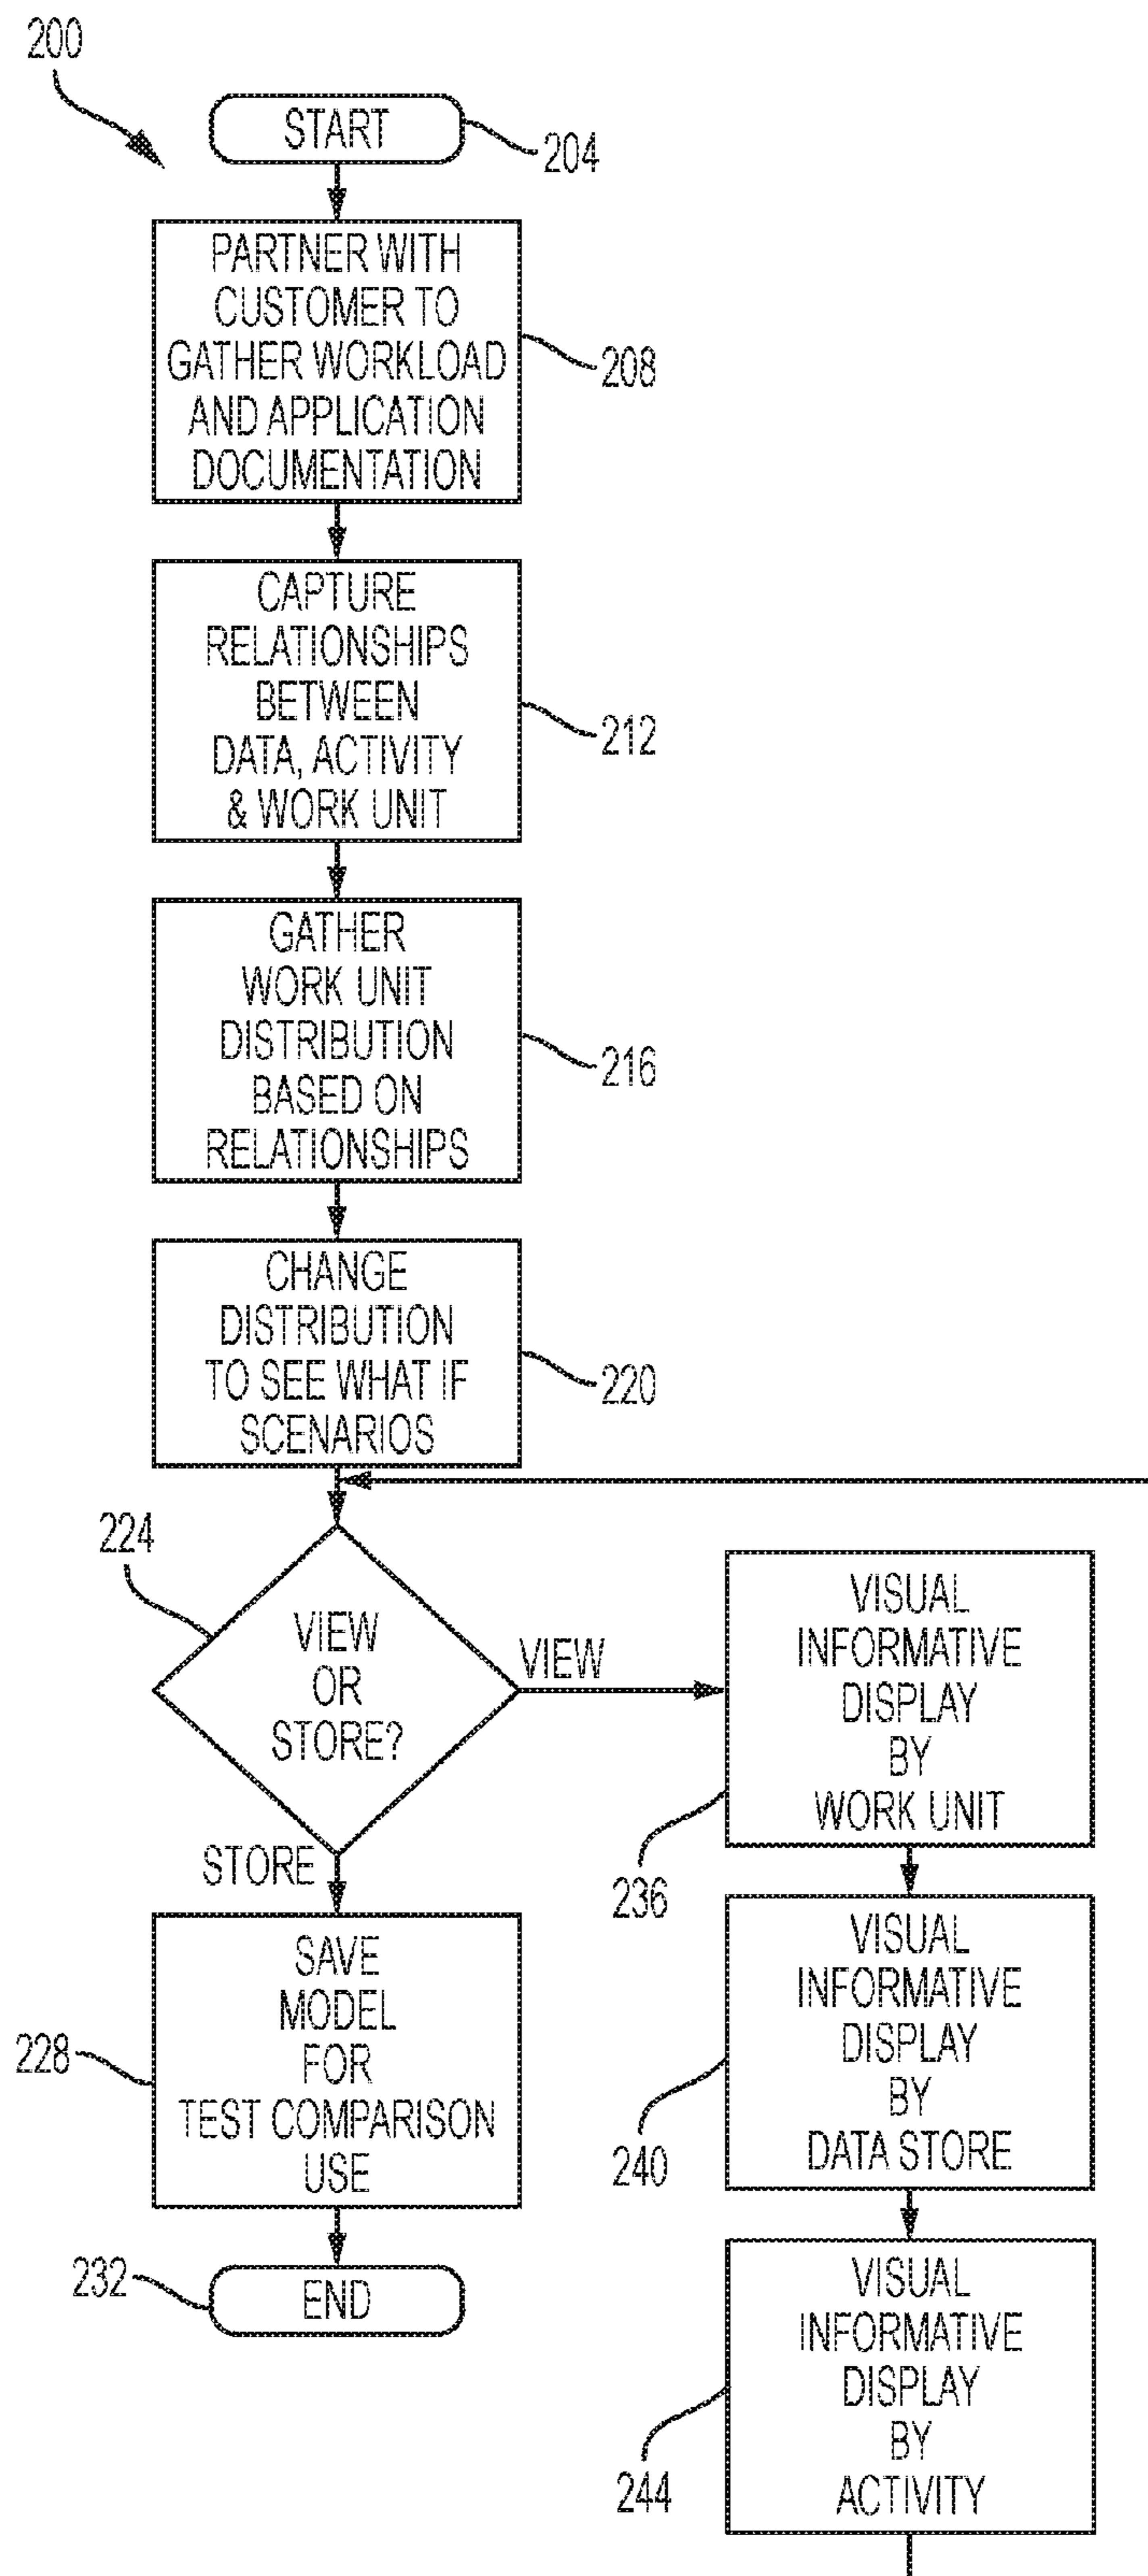 200
START
204
PARTNER WITH
CUSTOMER TO
GATHER WORKLOAD
AND APPLICATION
DOCUMENTATION
208
CAPTURE
RELATIONSHIPS
BETWEEN
DATA, ACTIVITY
& WORK UNIT
212
GATHER
WORK UNIT
DISTRIBUTION
BASED ON
RELATIONSHIPS
216
CHANGE
DISTRIBUTION
TO SEE WHAT IF
SCENARIOS
220
224
VIEW
OR
STORE?
VIEW
STORE
SAVE
MODEL
FOR
TEST COMPARISON
USE
228
END
232
VISUAL
INFORMATIVE
DISPLAY
BY
WORK UNIT
236
VISUAL
INFORMATIVE
DISPLAY
BY
DATA STORE
240
VISUAL
INFORMATIVE
DISPLAY
BY
ACTIVITY
244